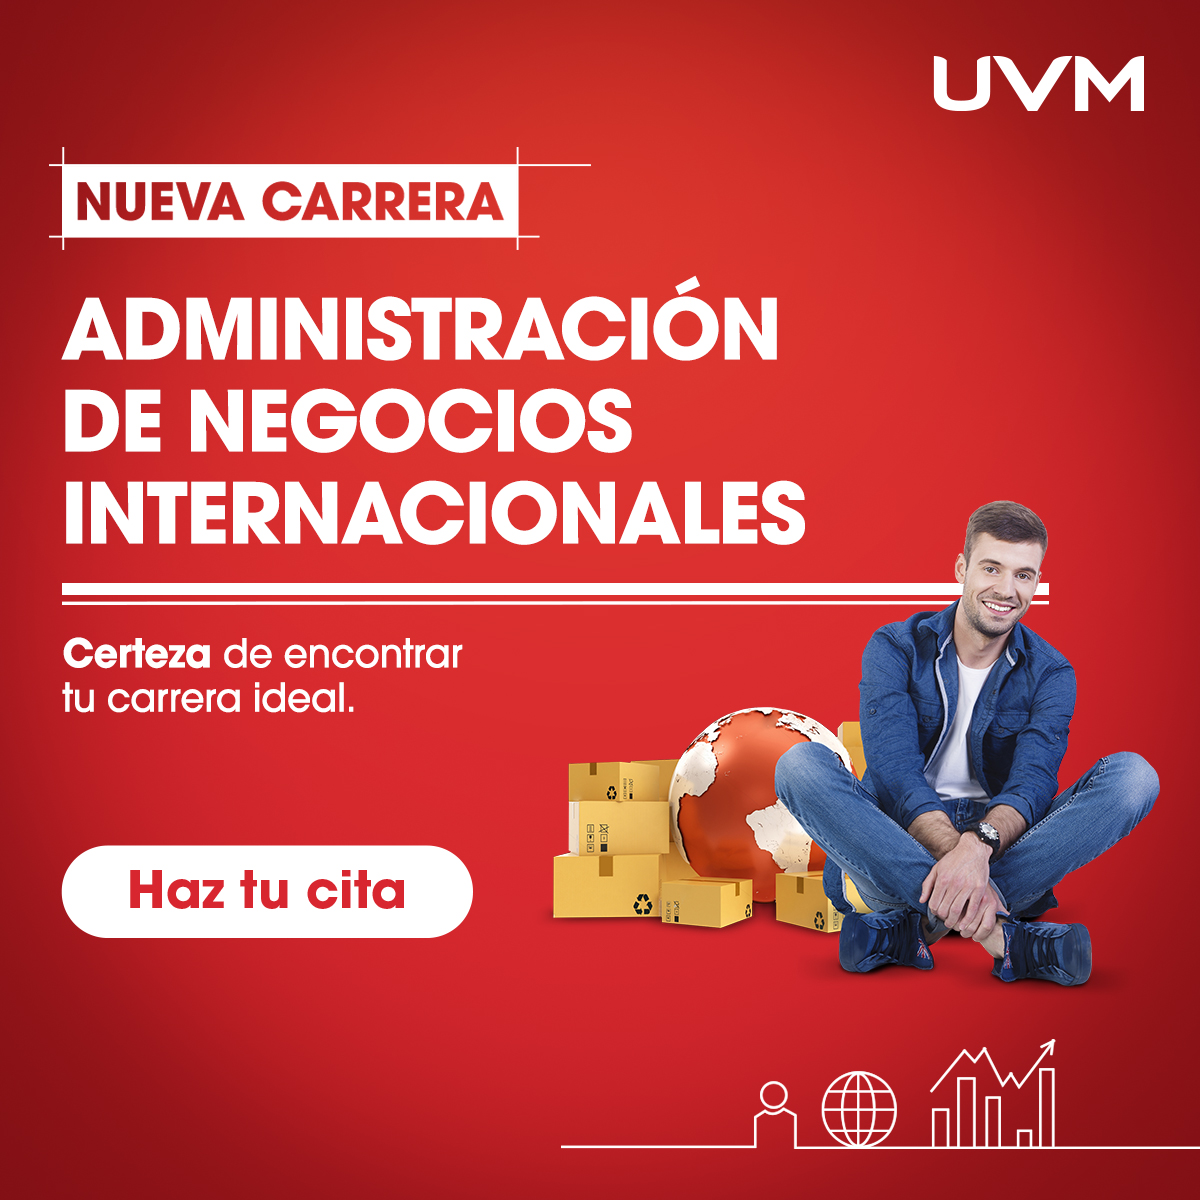 UVM
NUEVA CARRERA
ADMINISTRACIÓN
DE NEGOCIOS
INTERNACIONALES
Certeza de encontrar
tu carrera ideal.
Haz tu cita